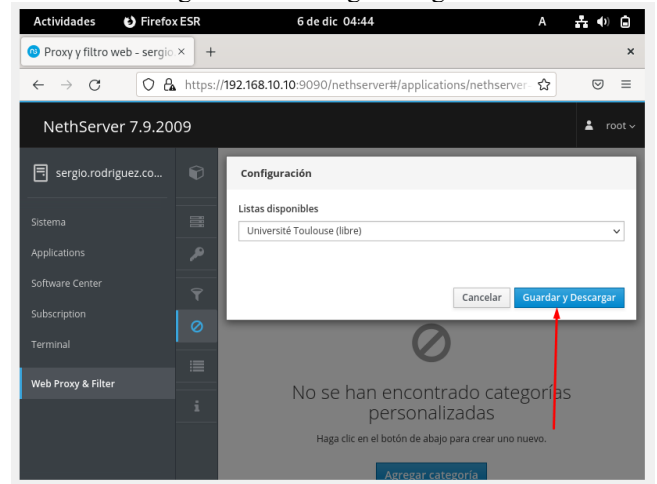 Actividades Firefox ESR 6 de dic 04:44 A
Proxy y filtro web - sergio
https://192.168.10.10:9090/nethserver#/applications/nethserver-
NethServer 7.9.2009 root
sergio.rodriguez.co...
Sistema
Applications
Software Center
Subscription
Terminal
Web Proxy & Filter
Configuración
Listas disponibles
Université Toulouse (libre)
Cancelar Guardar y Descargar
No se han encontrado categorías
personalizadas
Haga clic en el botón de abajo para crear uno nuevo.
Agregar categoría